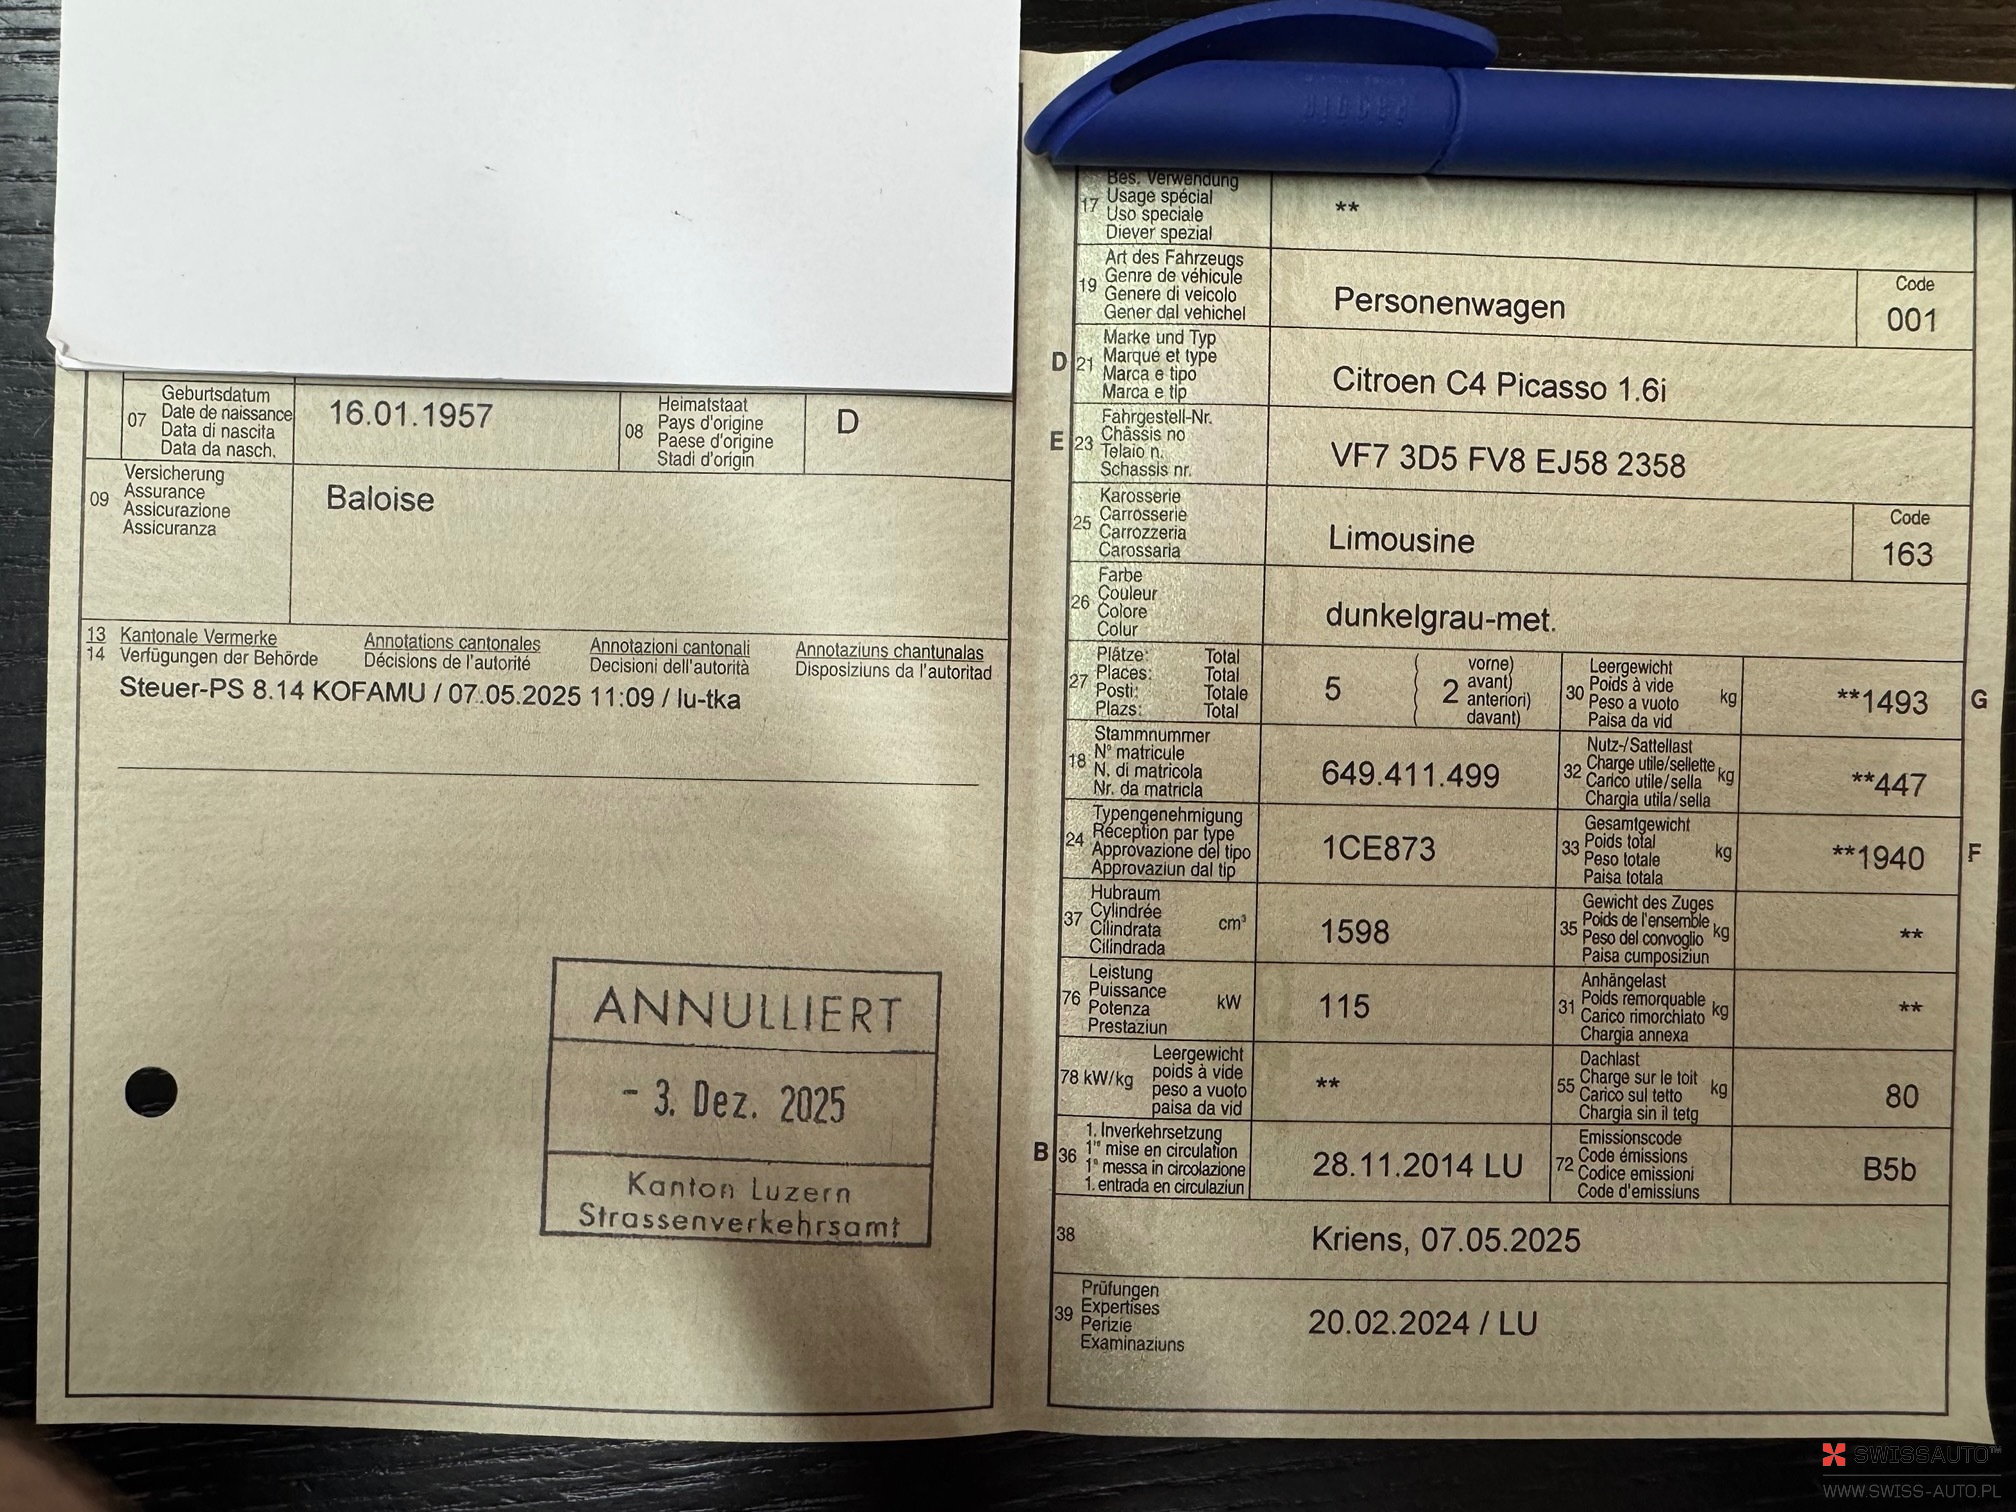 07
Geburtsdatum
Date de naissance
Data di nascita
Data da nasch.
16.01.1957
08
Heimatstaat
Pays d'origine
Paese d'origine
Stadi d'origin
D
09
Versicherung
Assurance
Assicurazione
Assicuranza
Baloise
13 Kantonale Vermerke Annotations cantonales Annotazioni cantonali Annotaziuns chantunalas
14 Verfügungen der Behörde Décisions de l'autorité Decisioni dell'autorità Disposiziuns da l'autoritad
Steuer-PS 8.14 KOFAMU / 07.05.2025 11:09 / lu-tka
ANNULLIERT
- 3. Dez. 2025
Kanton Luzern
Strassenverkehrsamt
17
Bes. Verwendung
Usage spécial
Uso speciale
Diever spezial
**
19
Art des Fahrzeugs
Genre de véhicule
Genere di veicolo
Gener dal vehichel
Personenwagen
Code
001
D 21
Marke und Typ
Marque et type
Marca e tipo
Marca e tip
Citroen C4 Picasso 1.6i
E 23
Fahrgestell-Nr.
Châssis no
Telaio n.
Schassis nr.
VF7 3D5 FV8 EJ58 2358
25
Karosserie
Carrosserie
Carrozzeria
Carossaria
Limousine
Code
163
26
Farbe
Couleur
Colore
Colur
dunkelgrau-met.
27
Plätze: Total
Places: Total
Posti: Totale
Plazs: Total
5
2
vorne)
avant)
anteriori)
davant)
30
Leergewicht
Poids à vide
Peso a vuoto
Paisa da vid
kg
**1493
G
18
Stammnummer
N° matricule
N. di matricola
Nr. da matricla
649.411.499
32
Nutz-/Sattellast
Charge utile/sellette
Carico utile/sella
Chargia utila/sella
kg
**447
24
Typengenehmigung
Réception par type
Approvazione del tipo
Approvaziun dal tip
1CE873
33
Gesamtgewicht
Poids total
Peso totale
Paisa totala
kg
**1940
F
37
Hubraum
Cylindrée
Cilindrata
Cilindrada
cm³
1598
35
Gewicht des Zuges
Poids de l'ensemble
Peso del convoglio
Paisa cumposiziun
kg
**
76
Leistung
Puissance
Potenza
Prestaziun
kW
115
31
Anhängelast
Poids remorquable
Carico rimorchiato
Chargia annexa
kg
**
78 kW/kg
Leergewicht
poids à vide
peso a vuoto
paisa da vid
**
55
Dachlast
Charge sur le toit
Carico sul tetto
Chargia sin il tetg
kg
80
B 36
1. Inverkehrsetzung
1re mise en circulation
1a messa in circolazione
1. entrada en circulaziun
28.11.2014 LU
72
Emissionscode
Code émissions
Codice emissioni
Code d'emissiuns
B5b
38
Kriens, 07.05.2025
39
Prüfungen
Expertises
Perizie
Examinaziuns
20.02.2024 / LU
SWISSAUTO™
WWW.SWISS-AUTO.PL